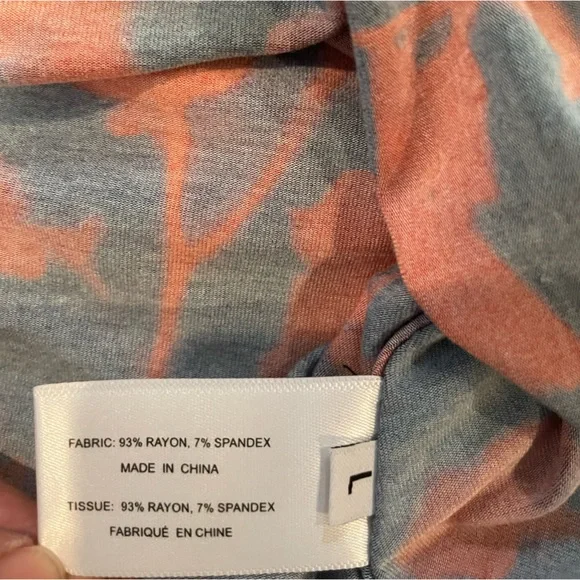 FABRIC: 93% RAYON, 7% SPANDEX
MADE IN CHINA
TISSUE: 93% RAYON, 7% SPANDEX
FABRIQUÉ EN CHINE
L